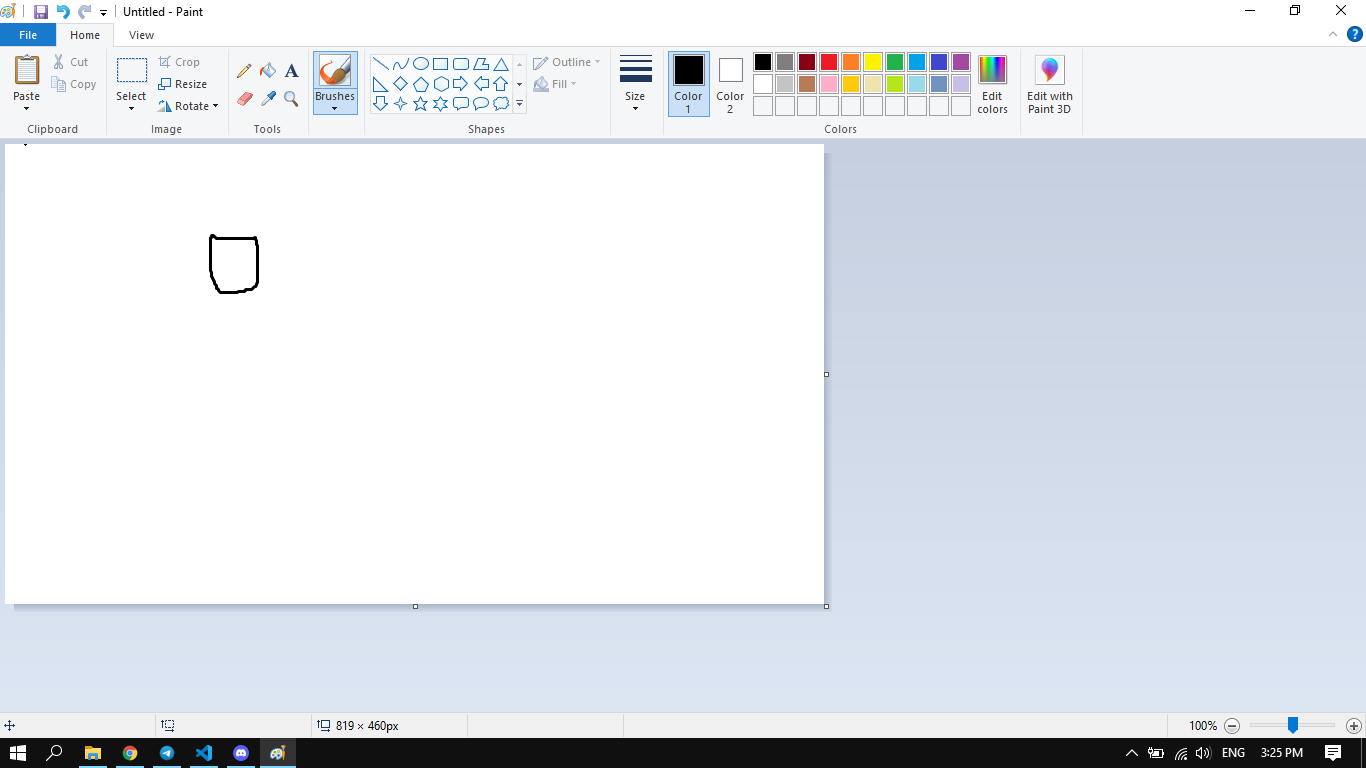 Untitled - Paint
File Home View
Paste
Cut
Copy
Clipboard
Select
Crop
Resize
Rotate
Image
A
Tools
Brushes
Shapes
Outline
Fill
Size
Color 1
Color 2
Colors
Edit colors
Edit with Paint 3D
?
819 × 460px
100%
ENG 3:25 PM